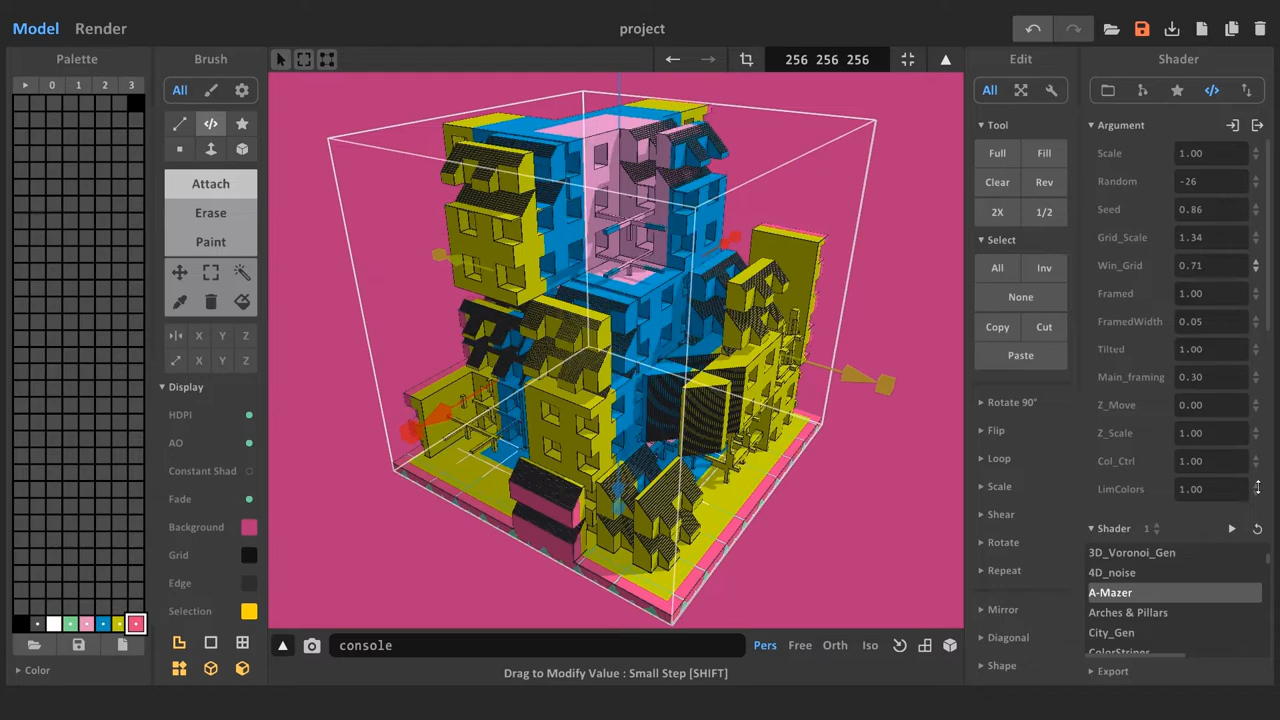 Model Render project
Palette Brush Edit Shader
0 1 2 3
256 256 256
All
All
Attach
Erase
Paint
X Y Z
X Y Z
Display
HDPI
AO
Constant Shad
Fade
Background
Grid
Edge
Selection
Color
console
Pers Free Orth Iso
Drag to Modify Value : Small Step [SHIFT]
Tool
Full Fill
Clear Rev
2X 1/2
Select
All Inv
None
Copy Cut
Paste
Rotate 90°
Flip
Loop
Scale
Shear
Rotate
Repeat
Mirror
Diagonal
Shape
Argument
Scale 1.00
Random -26
Seed 0.86
Grid_Scale 1.34
Win_Grid 0.71
Framed 1.00
FramedWidth 0.05
Tilted 1.00
Main_framing 0.30
Z_Move 0.00
Z_Scale 1.00
Col_Ctrl 1.00
LimColors 1.00
Shader 1
3D_Voronoi_Gen
4D_noise
A-Mazer
Arches & Pillars
City_Gen
ColorStrings
Export